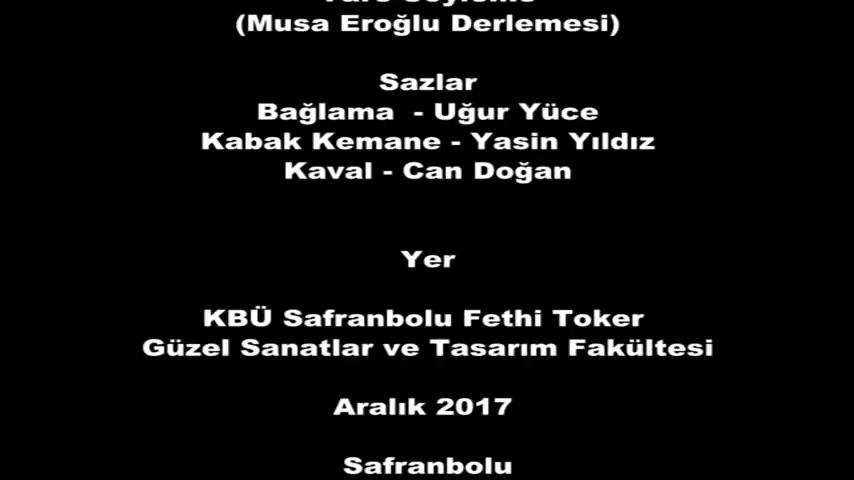 (Musa Eroğlu Derlemesi)
Sazlar
Bağlama - Uğur Yüce
Kabak Kemane - Yasin Yıldız
Kaval - Can Doğan
Yer
KBÜ Safranbolu Fethi Toker
Güzel Sanatlar ve Tasarım Fakültesi
Aralık 2017
Safranbolu